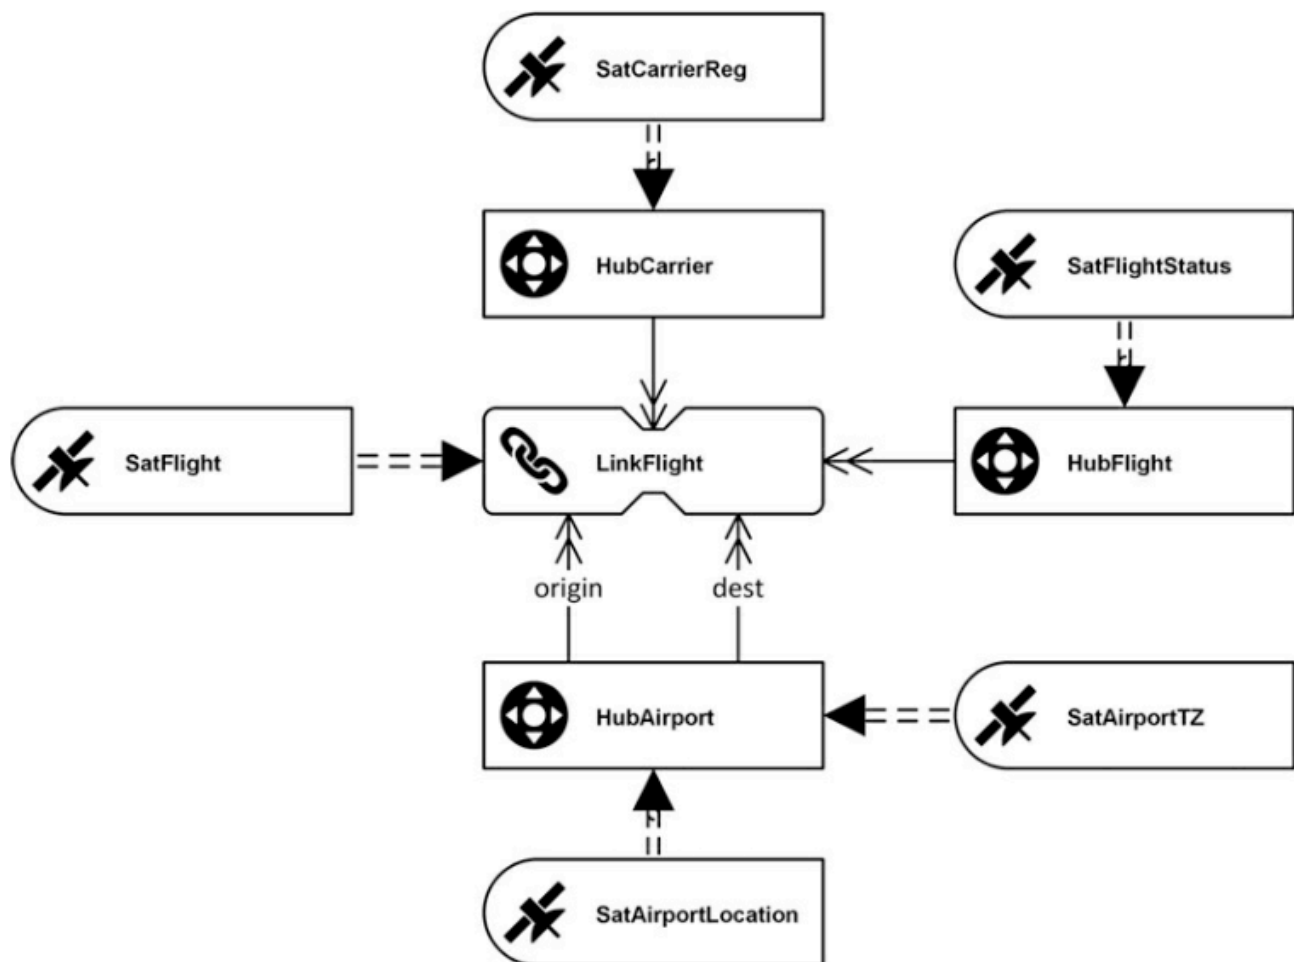 SatCarrierReg
HubCarrier
SatFlightStatus
SatFlight
LinkFlight
HubFlight
origin
dest
HubAirport
SatAirportTZ
SatAirportLocation